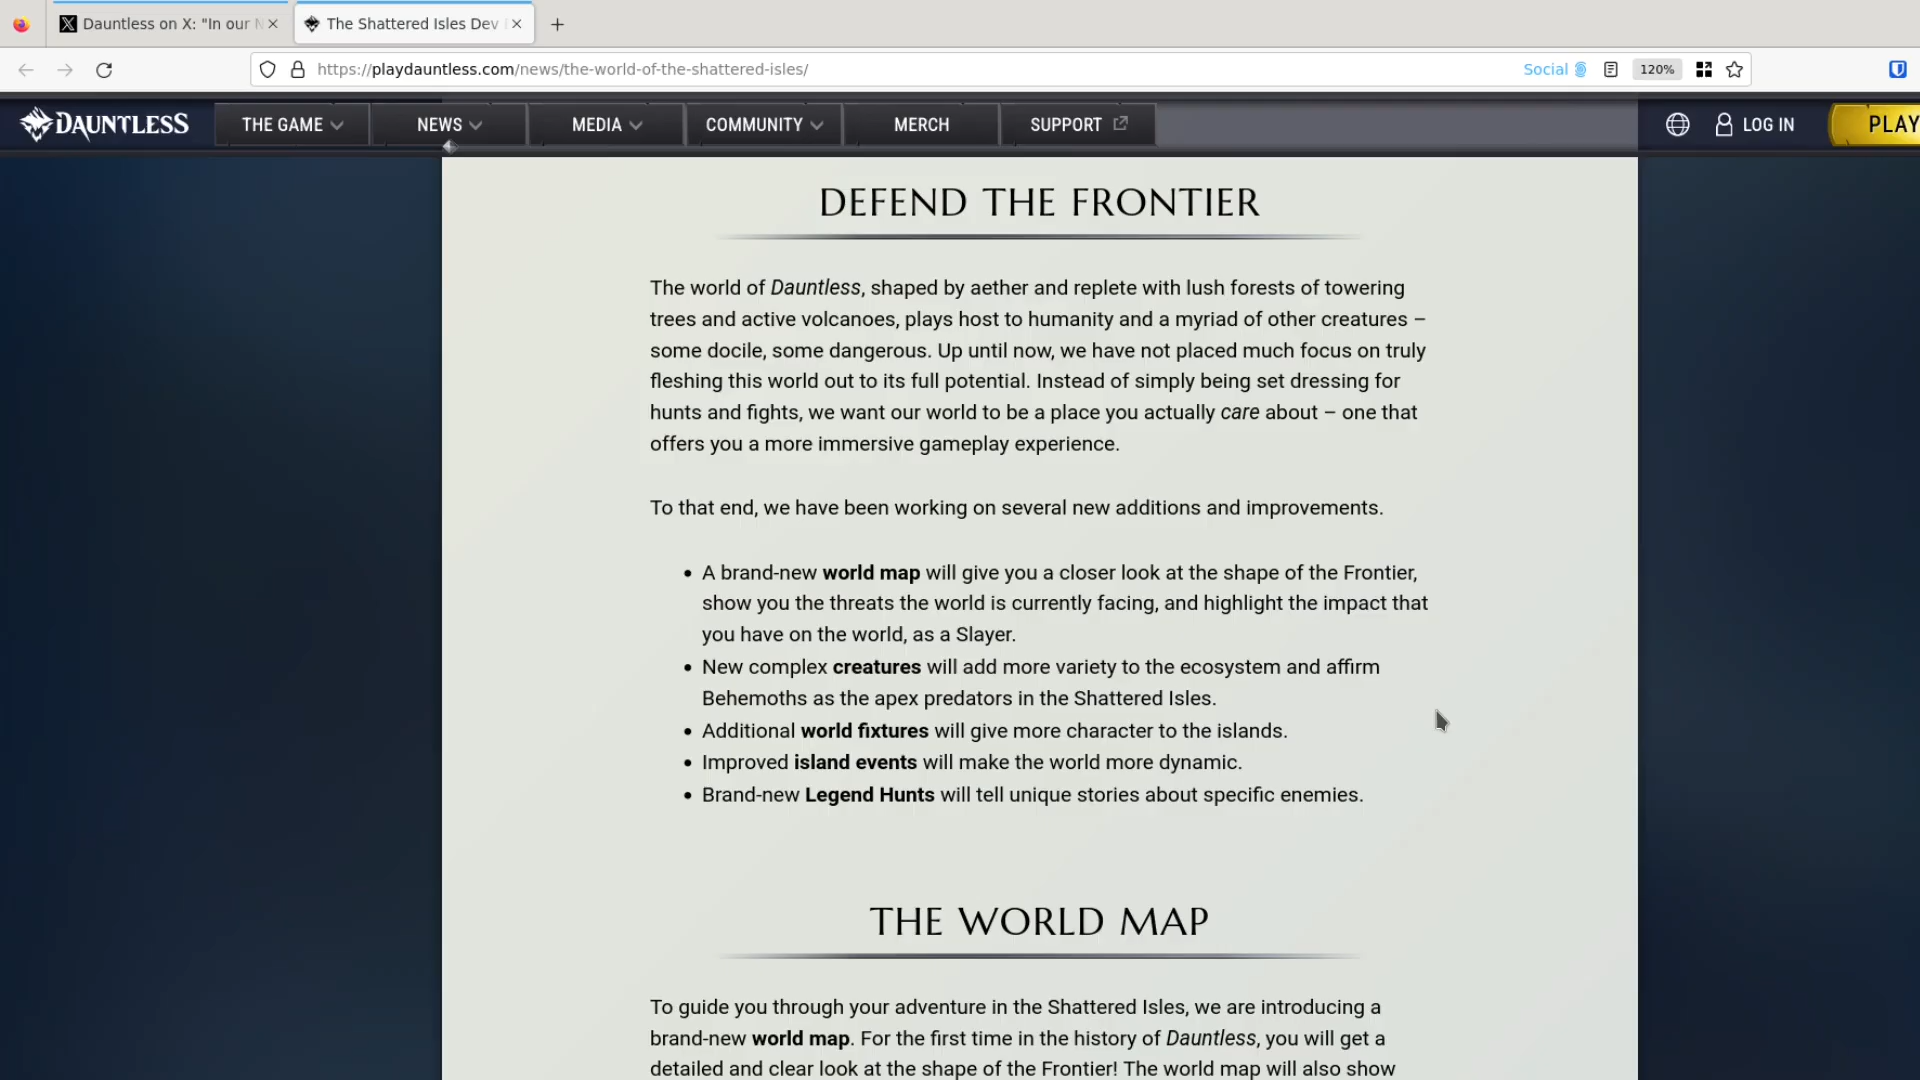 Dauntless on X: "In our N
The Shattered Isles Dev
https://playdauntless.com/news/the-world-of-the-shattered-isles/
Social
120%
DAUNTLESS
THE GAME
NEWS
MEDIA
COMMUNITY
MERCH
SUPPORT
LOG IN
PLAY
DEFEND THE FRONTIER
The world of Dauntless, shaped by aether and replete with lush forests of towering
trees and active volcanoes, plays host to humanity and a myriad of other creatures –
some docile, some dangerous. Up until now, we have not placed much focus on truly
fleshing this world out to its full potential. Instead of simply being set dressing for
hunts and fights, we want our world to be a place you actually care about – one that
offers you a more immersive gameplay experience.
To that end, we have been working on several new additions and improvements.
• A brand-new world map will give you a closer look at the shape of the Frontier,
show you the threats the world is currently facing, and highlight the impact that
you have on the world, as a Slayer.
• New complex creatures will add more variety to the ecosystem and affirm
Behemoths as the apex predators in the Shattered Isles.
• Additional world fixtures will give more character to the islands.
• Improved island events will make the world more dynamic.
• Brand-new Legend Hunts will tell unique stories about specific enemies.
THE WORLD MAP
To guide you through your adventure in the Shattered Isles, we are introducing a
brand-new world map. For the first time in the history of Dauntless, you will get a
detailed and clear look at the shape of the Frontier! The world map will also show